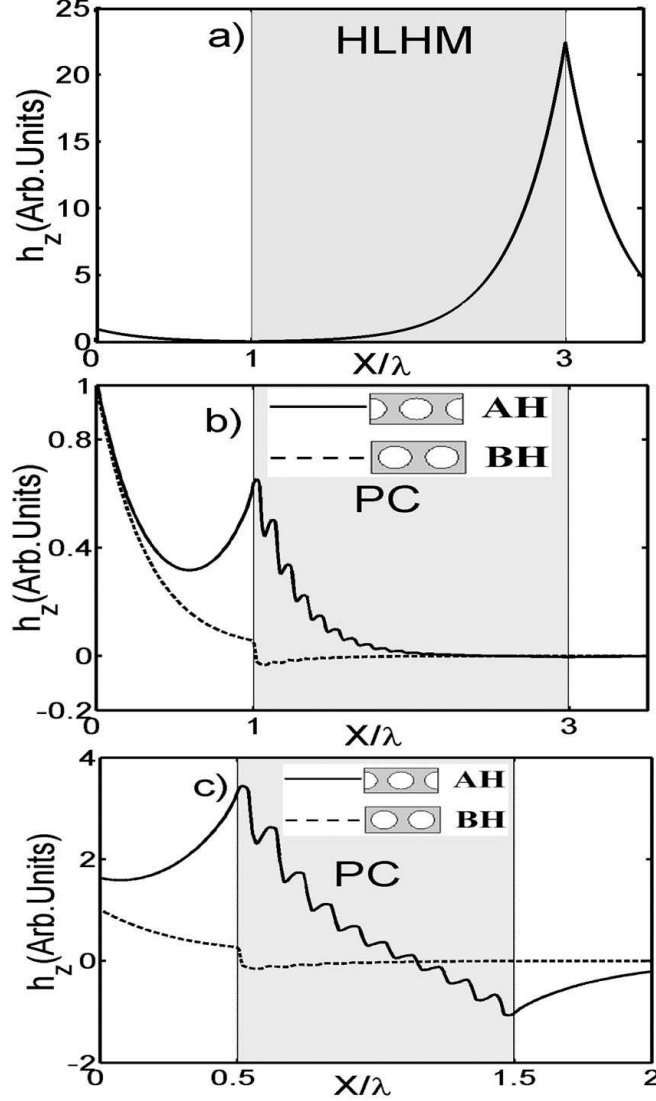 a)
HLHM
25
20
15
10
5
0
h_z(Arb.Units)
0 1 3
X/λ
b)
AH
BH
PC
1
0.8
0.4
0
−0.2
h_z(Arb.Units)
0 1 3
X/λ
c)
AH
BH
PC
4
2
0
−2
h_z(Arb.Units)
0 0.5 1.5 2
X/λ